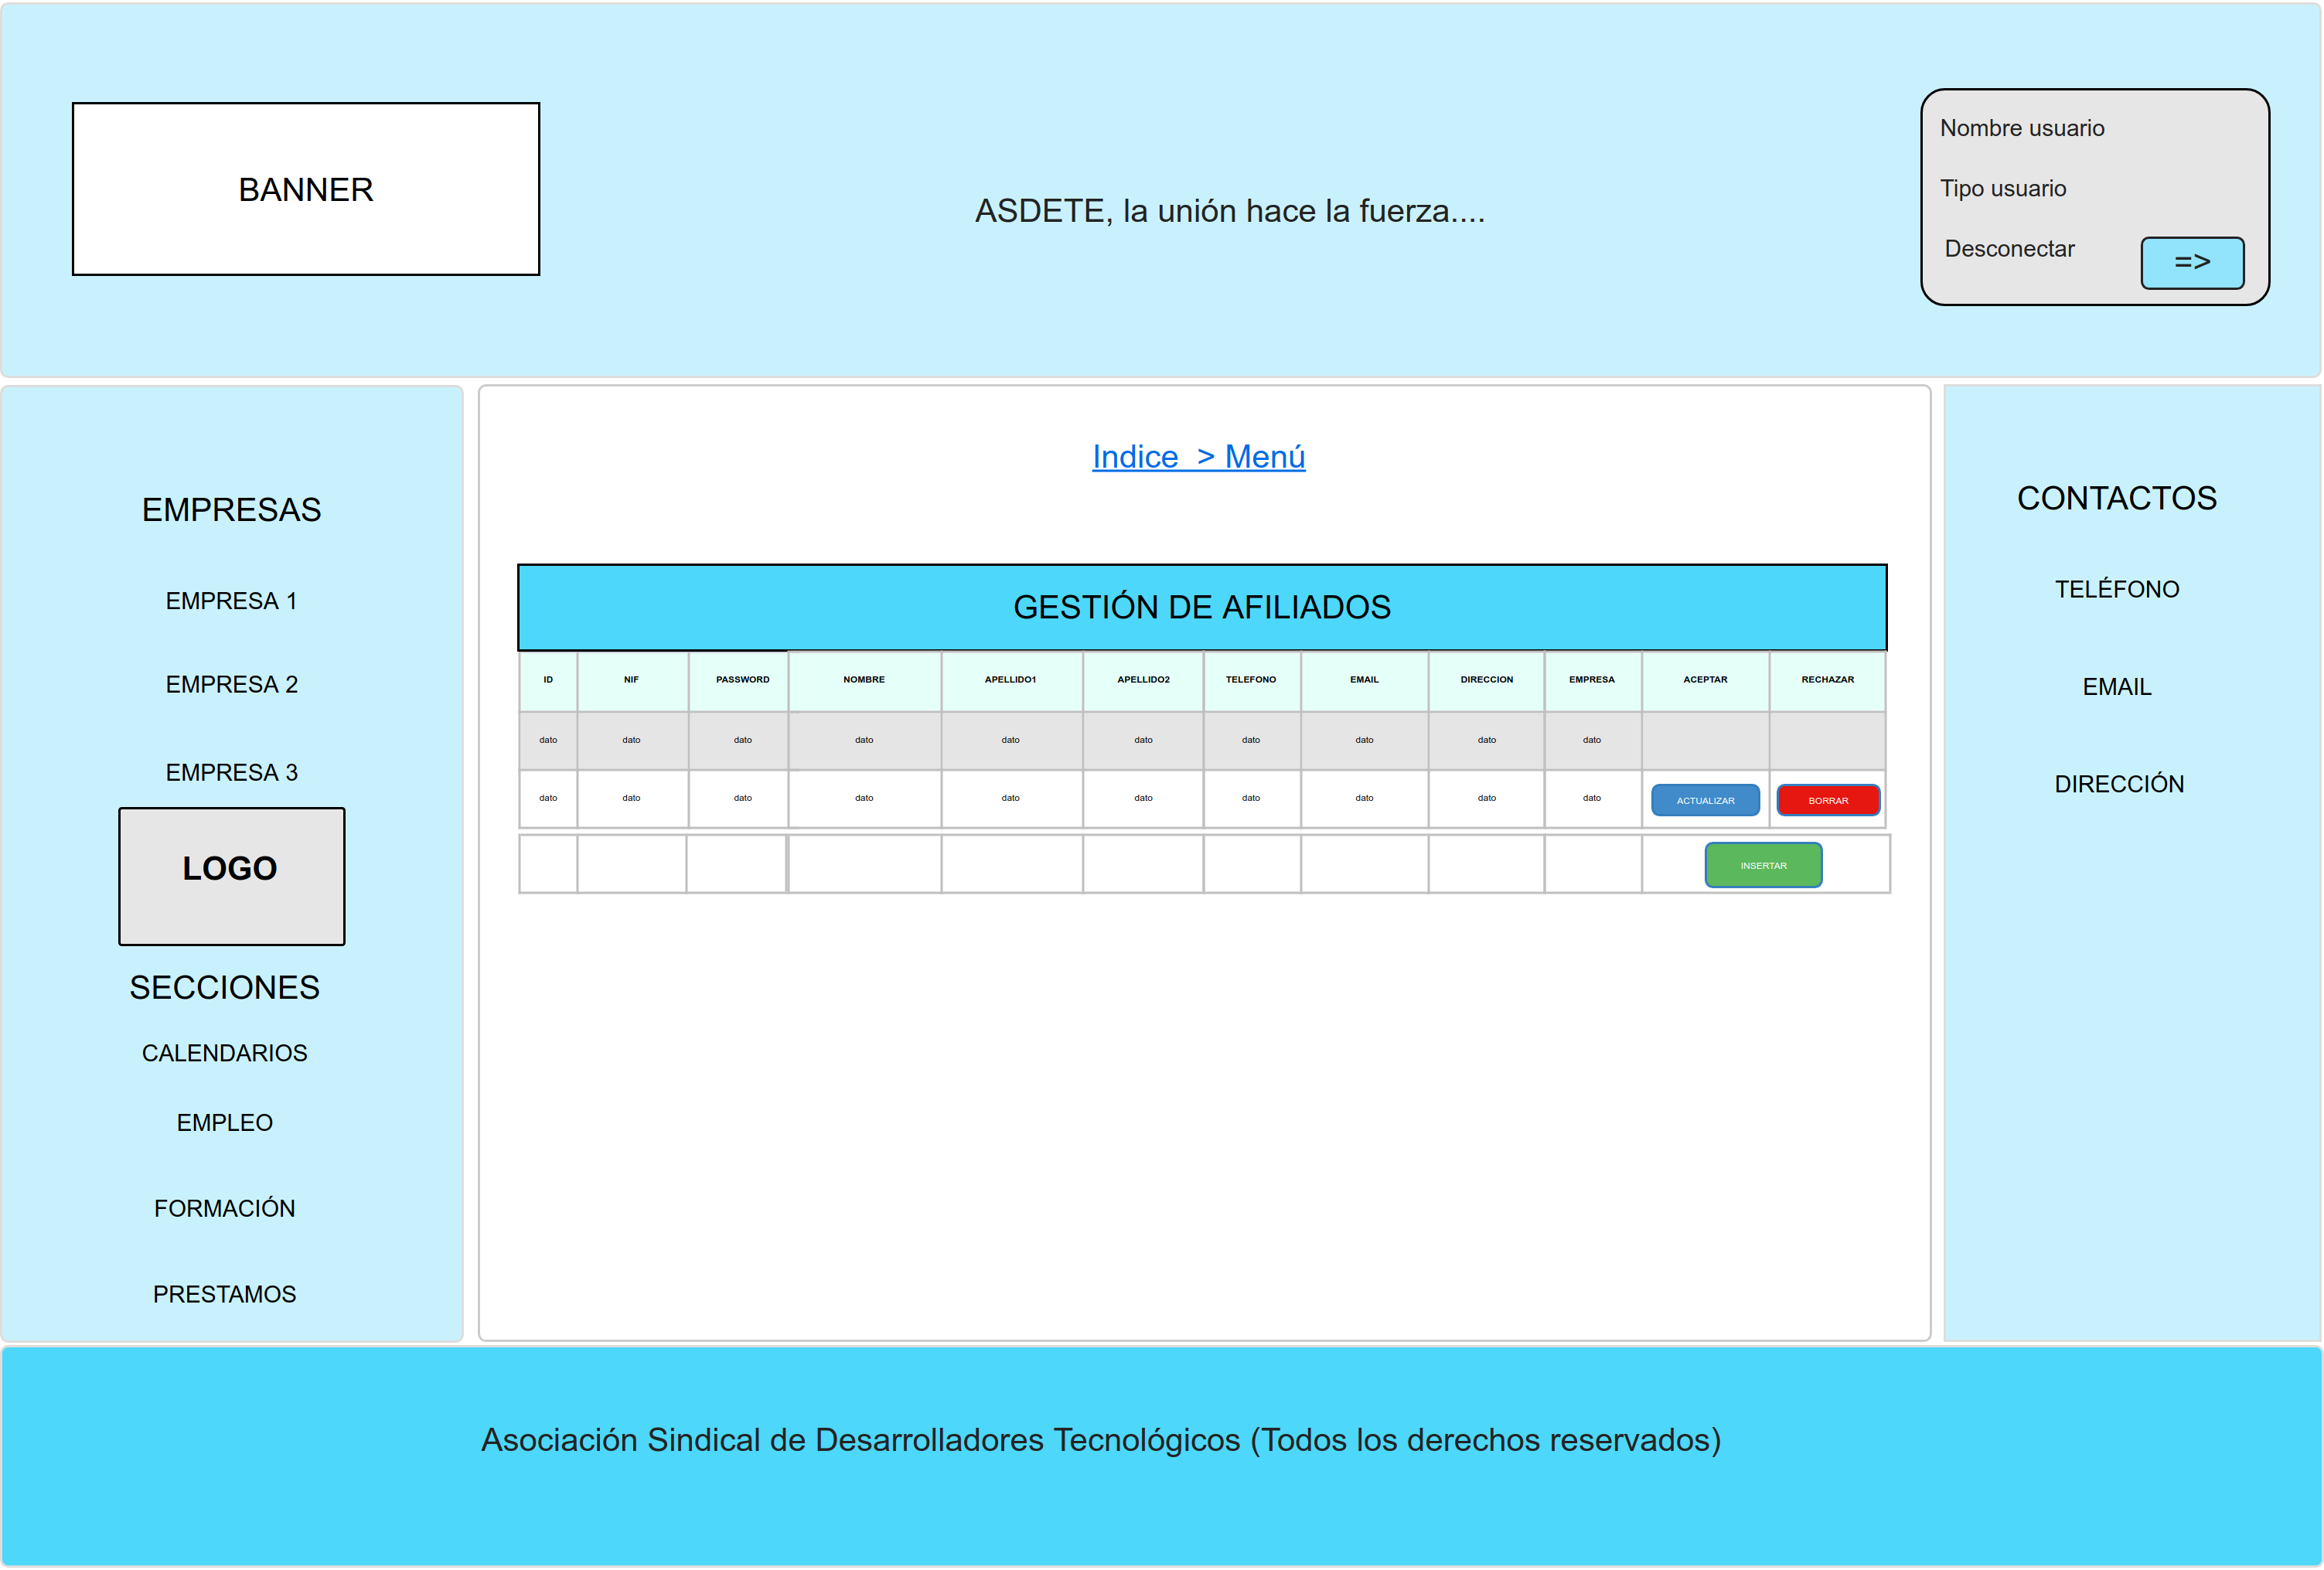 BANNER
ASDETE, la unión hace la fuerza....
Nombre usuario
Tipo usuario
Desconectar =>
EMPRESAS
EMPRESA 1
EMPRESA 2
EMPRESA 3
LOGO
SECCIONES
CALENDARIOS
EMPLEO
FORMACIÓN
PRESTAMOS
Indice > Menú
GESTIÓN DE AFILIADOS
ID NIF PASSWORD NOMBRE APELLIDO1 APELLIDO2 TELEFONO EMAIL DIRECCION EMPRESA ACEPTAR RECHAZAR
dato dato dato dato dato dato dato dato dato dato
dato dato dato dato dato dato dato dato dato dato ACTUALIZAR BORRAR
INSERTAR
CONTACTOS
TELÉFONO
EMAIL
DIRECCIÓN
Asociación Sindical de Desarrolladores Tecnológicos (Todos los derechos reservados)